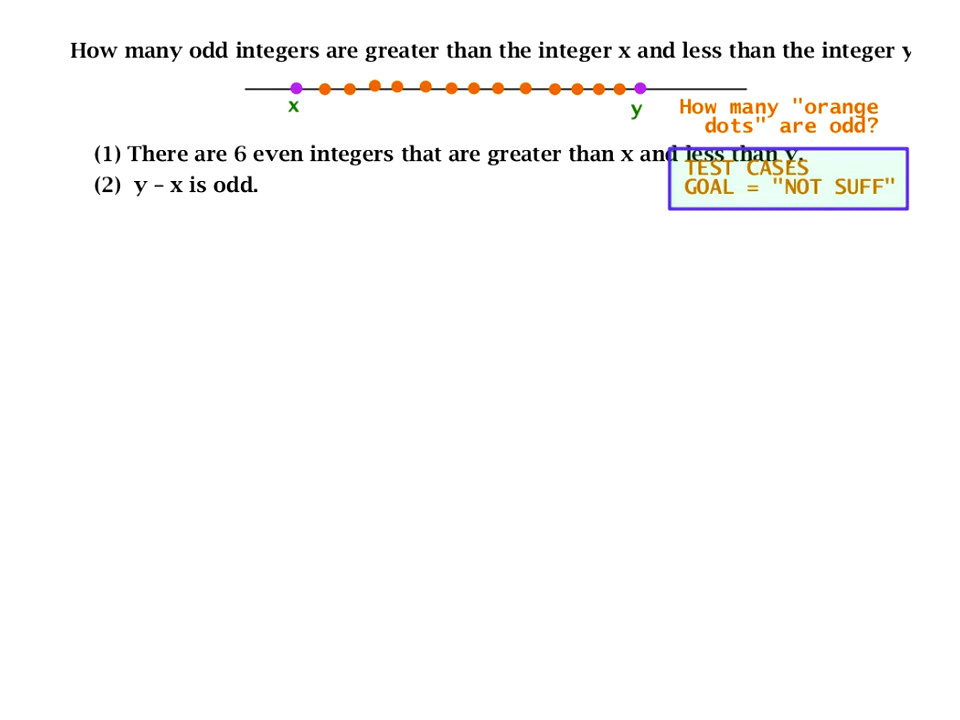 How many odd integers are greater than the integer x and less than the integer y
x
y
How many "orange
dots" are odd?
(1) There are 6 even integers that are greater than x and less than y.
TEST CASES
(2) y – x is odd.
GOAL = "NOT SUFF"